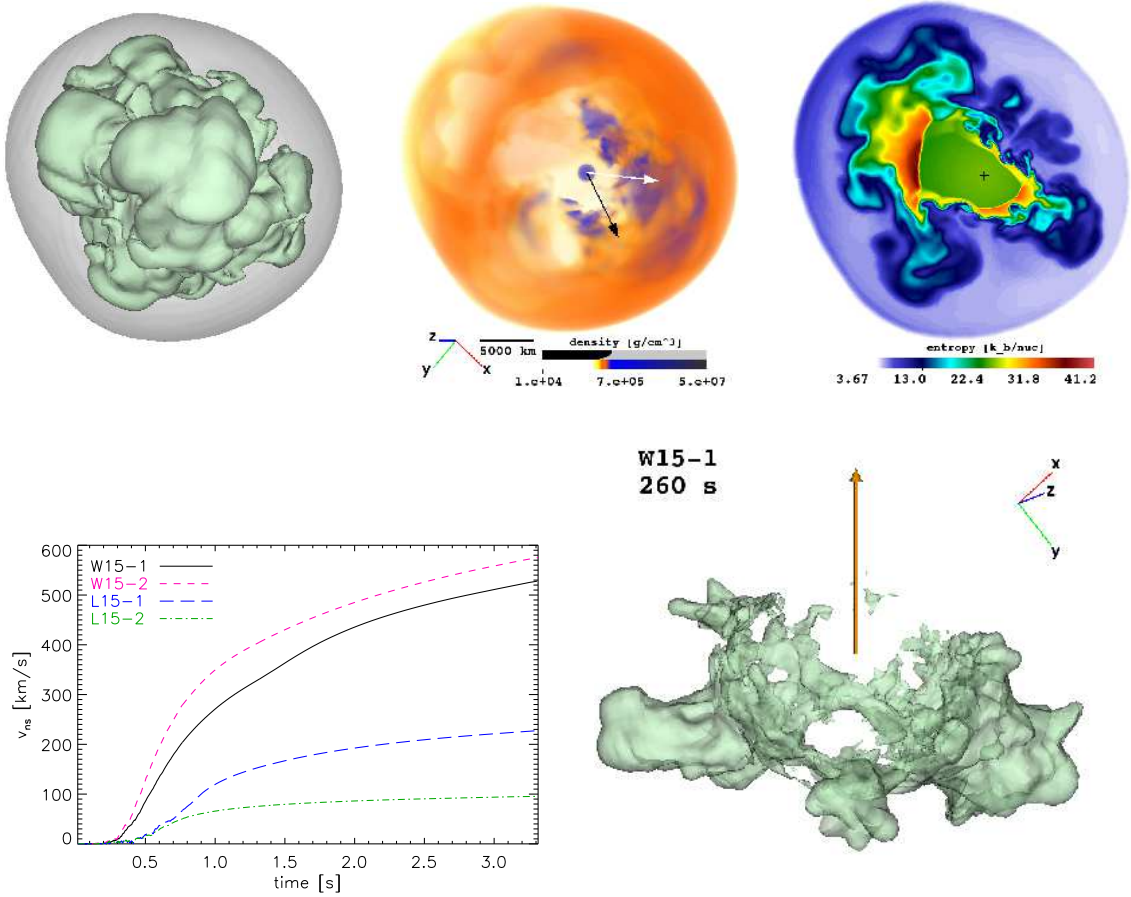 z
y
x
5000 km
density [g/cm^3]
1.e+04 7.e+05 5.e+07
entropy [k_b/nuc]
3.67 13.0 22.4 31.8 41.2
W15-1
260 s
x
z
y
600
500
400
300
200
100
0
v_ns [km/s]
W15-1
W15-2
L15-1
L15-2
0.5 1.0 1.5 2.0 2.5 3.0
time [s]